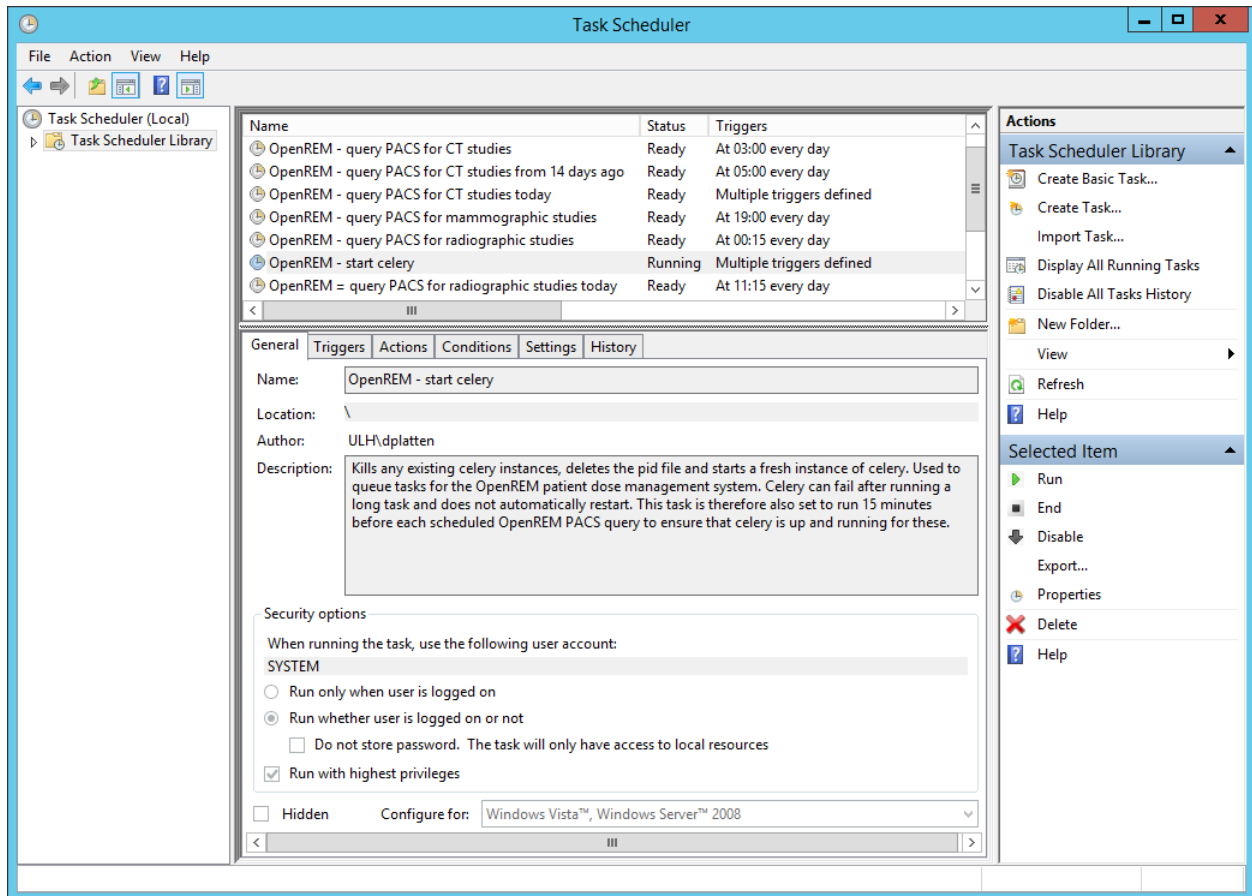 Task Scheduler
File Action View Help
Task Scheduler (Local)
Task Scheduler Library
Name Status Triggers
OpenREM - query PACS for CT studies Ready At 03:00 every day
OpenREM - query PACS for CT studies from 14 days ago Ready At 05:00 every day
OpenREM - query PACS for CT studies today Ready Multiple triggers defined
OpenREM - query PACS for mammographic studies Ready At 19:00 every day
OpenREM - query PACS for radiographic studies Ready At 00:15 every day
OpenREM - start celery Running Multiple triggers defined
OpenREM = query PACS for radiographic studies today Ready At 11:15 every day
General Triggers Actions Conditions Settings History
Name: OpenREM - start celery
Location: \
Author: ULH\dplatten
Description: Kills any existing celery instances, deletes the pid file and starts a fresh instance of celery. Used to
queue tasks for the OpenREM patient dose management system. Celery can fail after running a
long task and does not automatically restart. This task is therefore also set to run 15 minutes
before each scheduled OpenREM PACS query to ensure that celery is up and running for these.
Security options
When running the task, use the following user account:
SYSTEM
Run only when user is logged on
Run whether user is logged on or not
Do not store password. The task will only have access to local resources
Run with highest privileges
Hidden Configure for: Windows Vista™, Windows Server™ 2008
Actions
Task Scheduler Library
Create Basic Task...
Create Task...
Import Task...
Display All Running Tasks
Disable All Tasks History
New Folder...
View
Refresh
Help
Selected Item
Run
End
Disable
Export...
Properties
Delete
Help